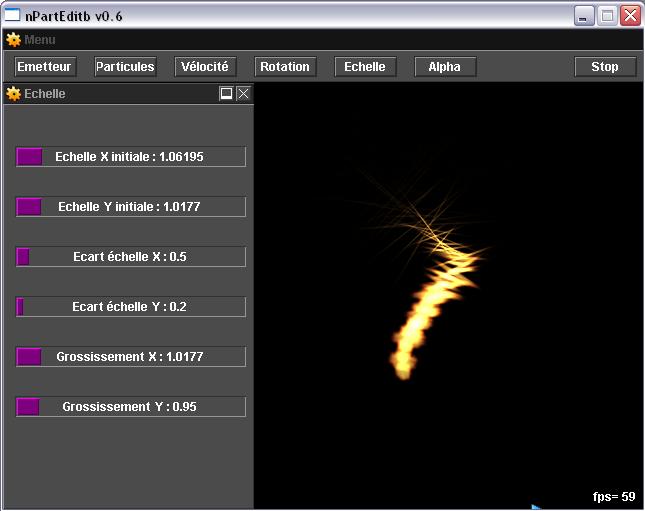 nPartEditb v0.6
Menu
Emetteur Particules Vélocité Rotation Echelle Alpha Stop
Echelle
Echelle X initiale : 1.06195
Echelle Y initiale : 1.0177
Ecart échelle X : 0.5
Ecart échelle Y : 0.2
Grossissement X : 1.0177
Grossissement Y : 0.95
fps= 59